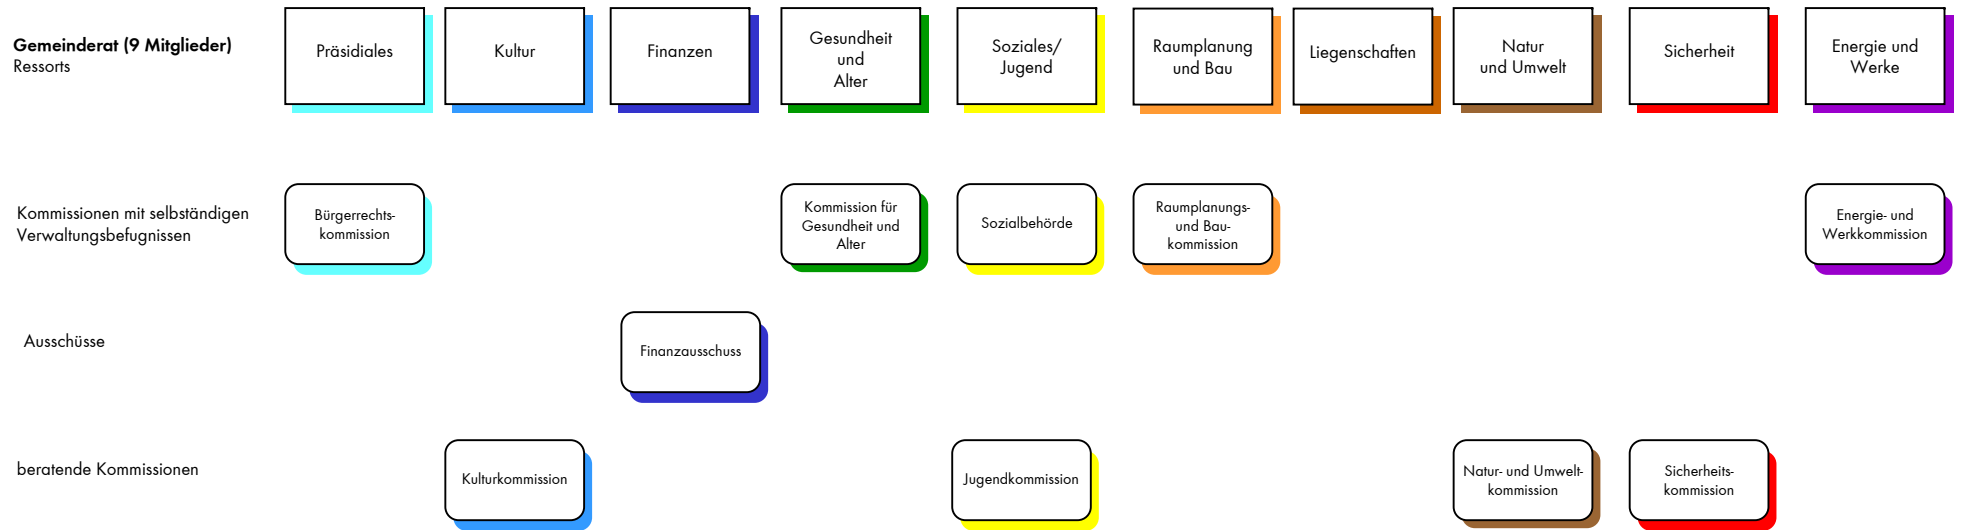 Gemeinderat (9 Mitglieder)
Ressorts
Präsidiales
Kultur
Finanzen
Gesundheit
und
Alter
Soziales/
Jugend
Raumplanung
und Bau
Liegenschaften
Natur
und Umwelt
Sicherheit
Energie und
Werke
Kommissionen mit selbständigen
Verwaltungsbefugnissen
Bürgerrechts-
kommission
Kommission für
Gesundheit und
Alter
Sozialbehörde
Raumplanungs-
und Bau-
kommission
Energie- und
Werkkommission
Ausschüsse
Finanzausschuss
beratende Kommissionen
Kulturkommission
Jugendkommission
Natur- und Umwelt-
kommission
Sicherheits-
kommission